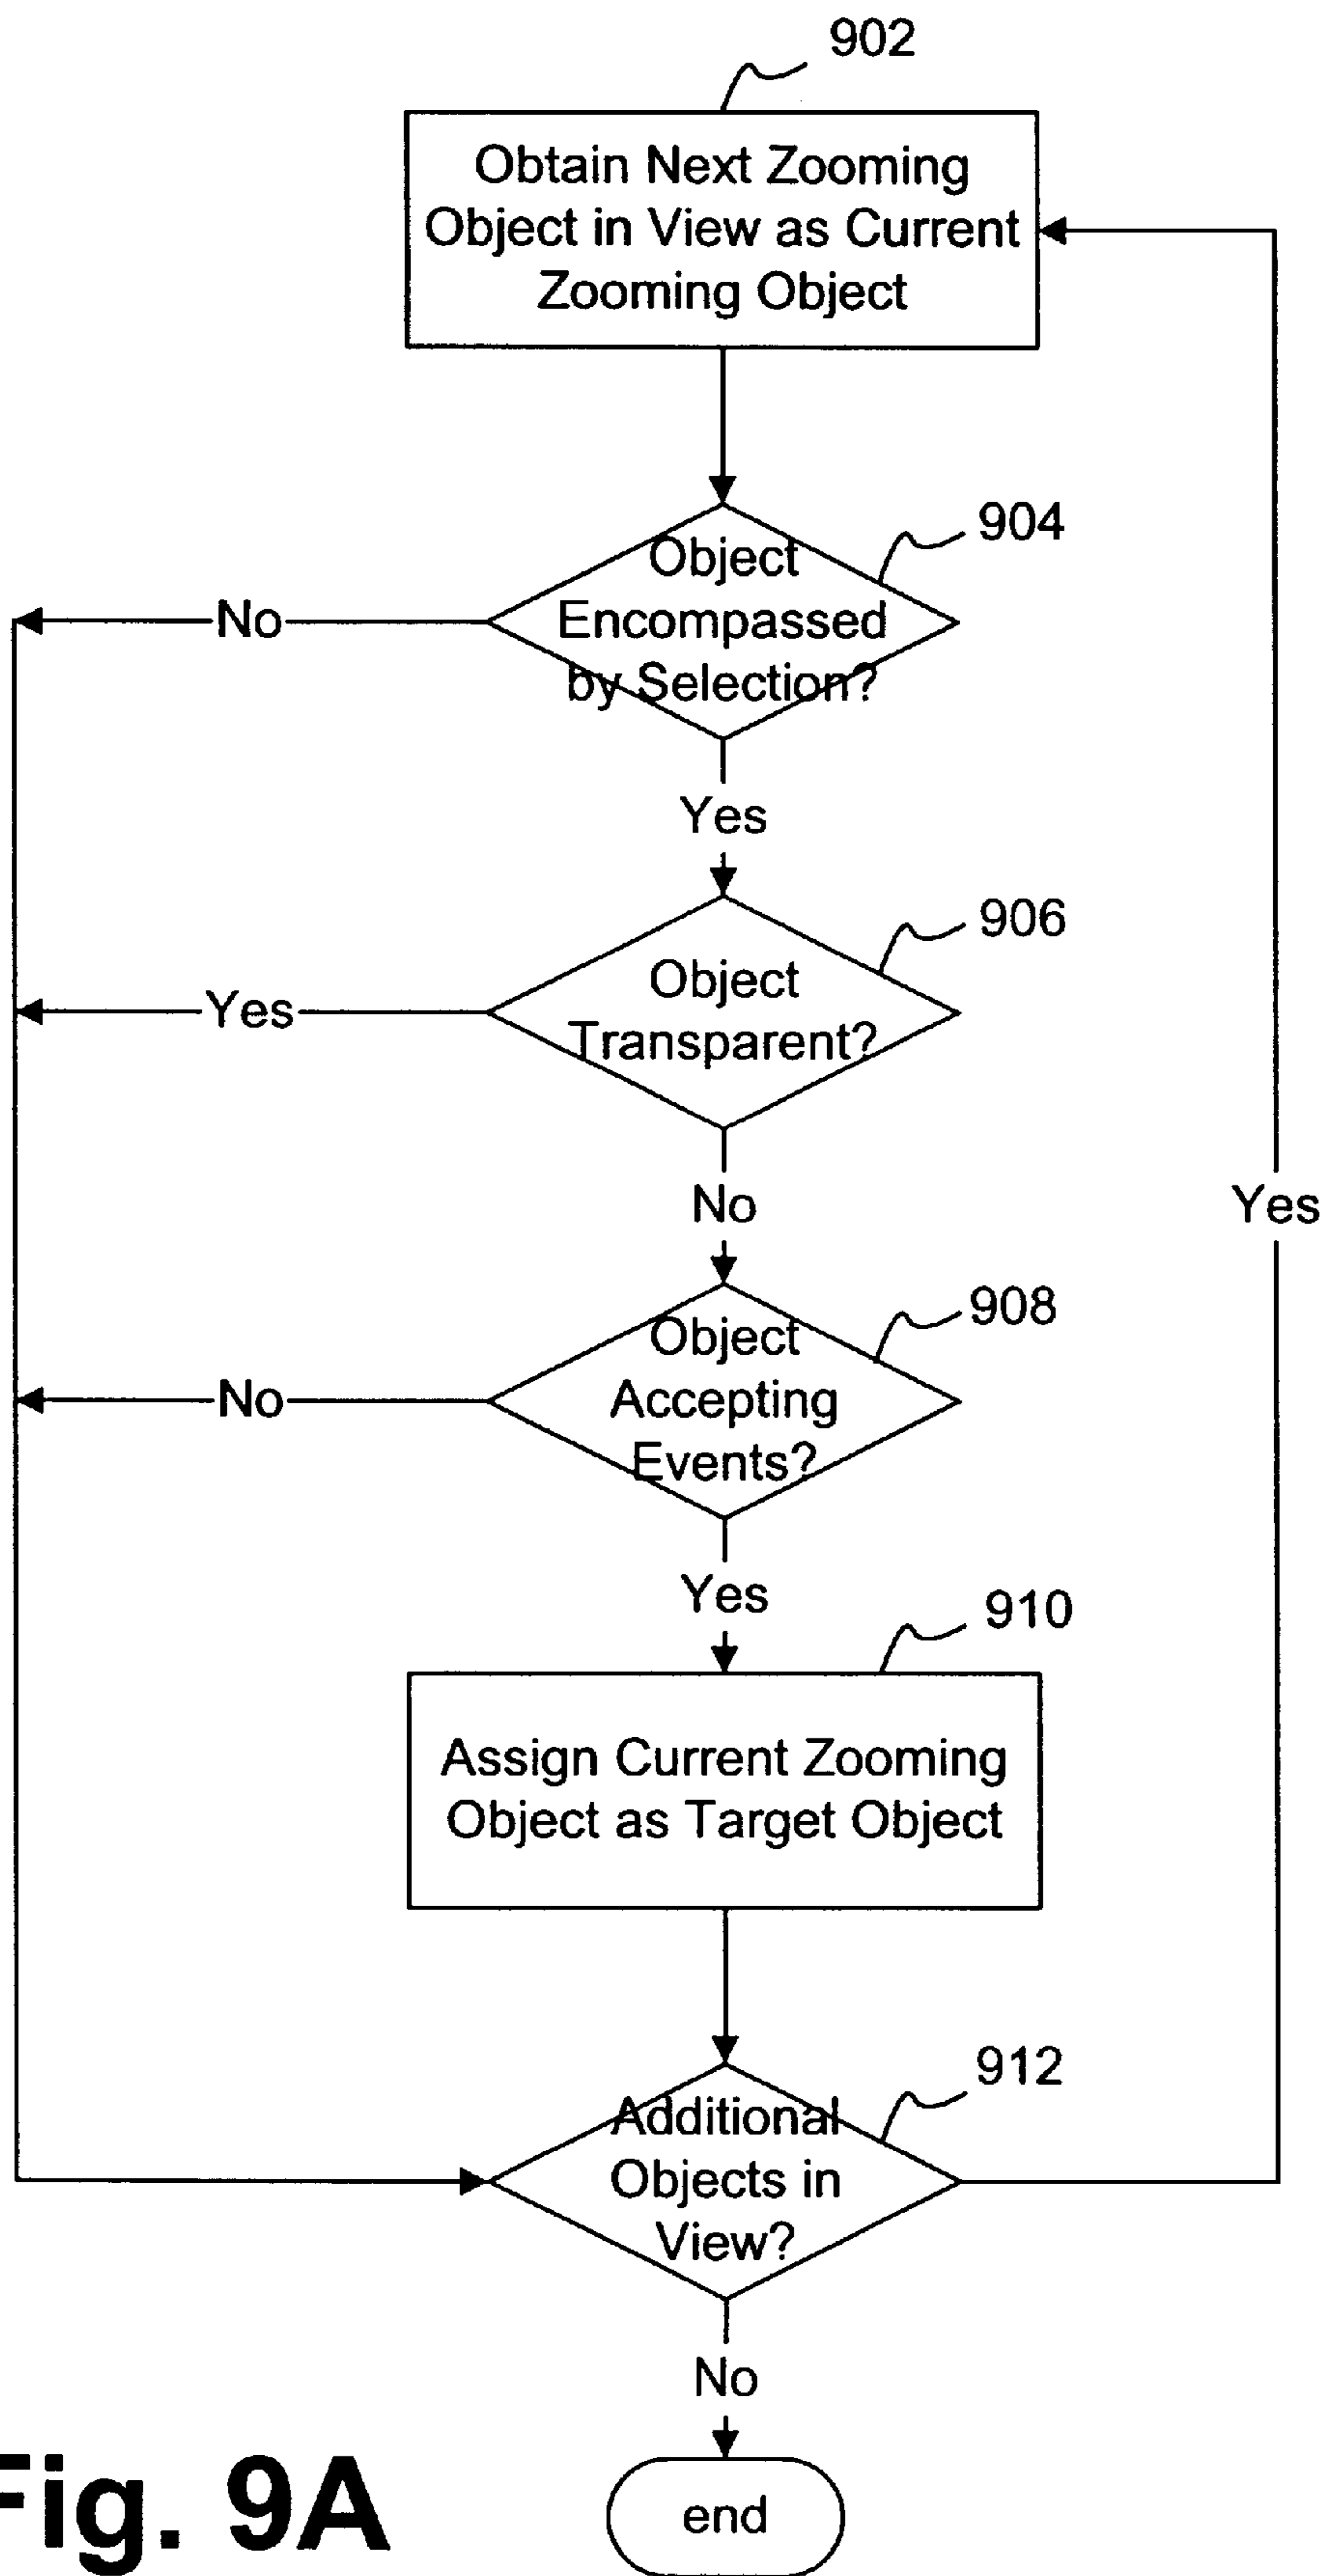 902
Obtain Next Zooming
Object in View as Current
Zooming Object
904
Object
Encompassed
by Selection?
No
Yes
906
Object
Transparent?
Yes
No
Yes
908
Object
Accepting
Events?
No
Yes
910
Assign Current Zooming
Object as Target Object
912
Additional
Objects in
View?
No
end
Fig. 9A